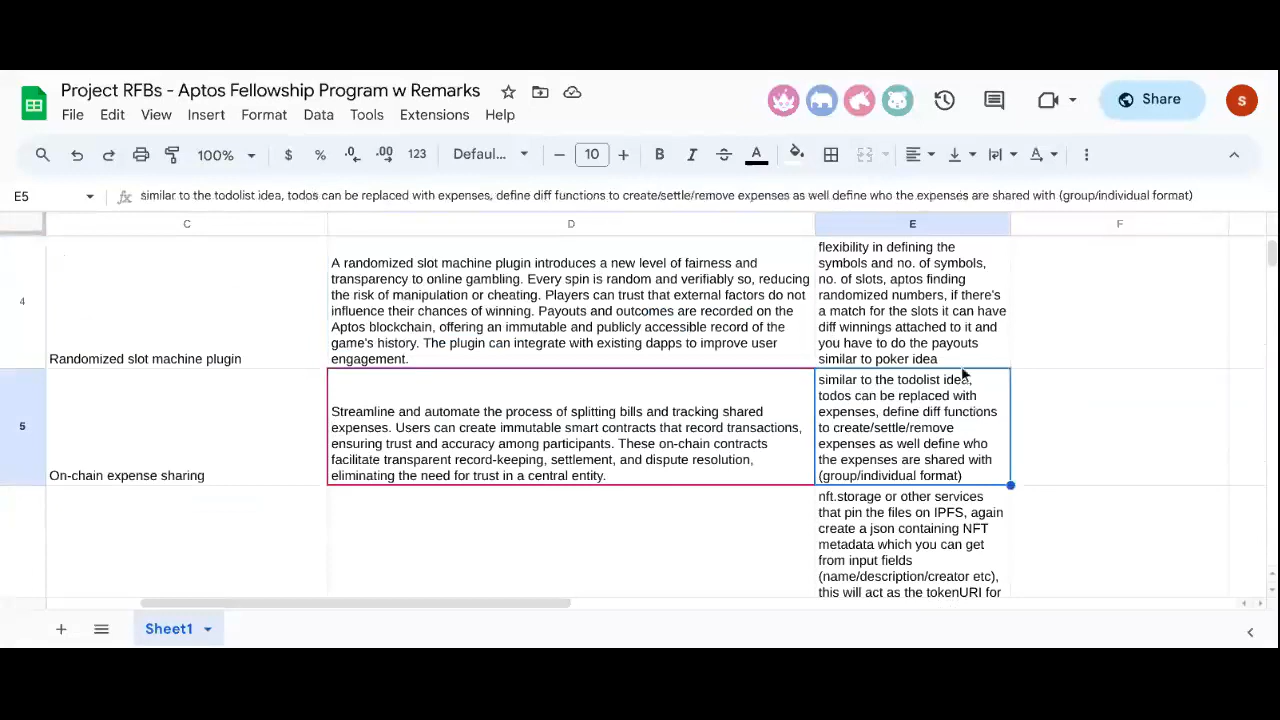 Project RFBs - Aptos Fellowship Program w Remarks
File Edit View Insert Format Data Tools Extensions Help
Share
s
100%
$ % .0 .00 123
Defaul...
10
B I A
E5
similar to the todolist idea, todos can be replaced with expenses, define diff functions to create/settle/remove expenses as well define who the expenses are shared with (group/individual format)
C D E F
4
Randomized slot machine plugin
A randomized slot machine plugin introduces a new level of fairness and
transparency to online gambling. Every spin is random and verifiably so, reducing
the risk of manipulation or cheating. Players can trust that external factors do not
influence their chances of winning. Payouts and outcomes are recorded on the
Aptos blockchain, offering an immutable and publicly accessible record of the
game's history. The plugin can integrate with existing dapps to improve user
engagement.
flexibility in defining the
symbols and no. of symbols,
no. of slots, aptos finding
randomized numbers, if there's
a match for the slots it can have
diff winnings attached to it and
you have to do the payouts
similar to poker idea
5
On-chain expense sharing
Streamline and automate the process of splitting bills and tracking shared
expenses. Users can create immutable smart contracts that record transactions,
ensuring trust and accuracy among participants. These on-chain contracts
facilitate transparent record-keeping, settlement, and dispute resolution,
eliminating the need for trust in a central entity.
similar to the todolist idea,
todos can be replaced with
expenses, define diff functions
to create/settle/remove
expenses as well define who
the expenses are shared with
(group/individual format)
nft.storage or other services
that pin the files on IPFS, again
create a json containing NFT
metadata which you can get
from input fields
(name/description/creator etc),
this will act as the tokenURI for
Sheet1